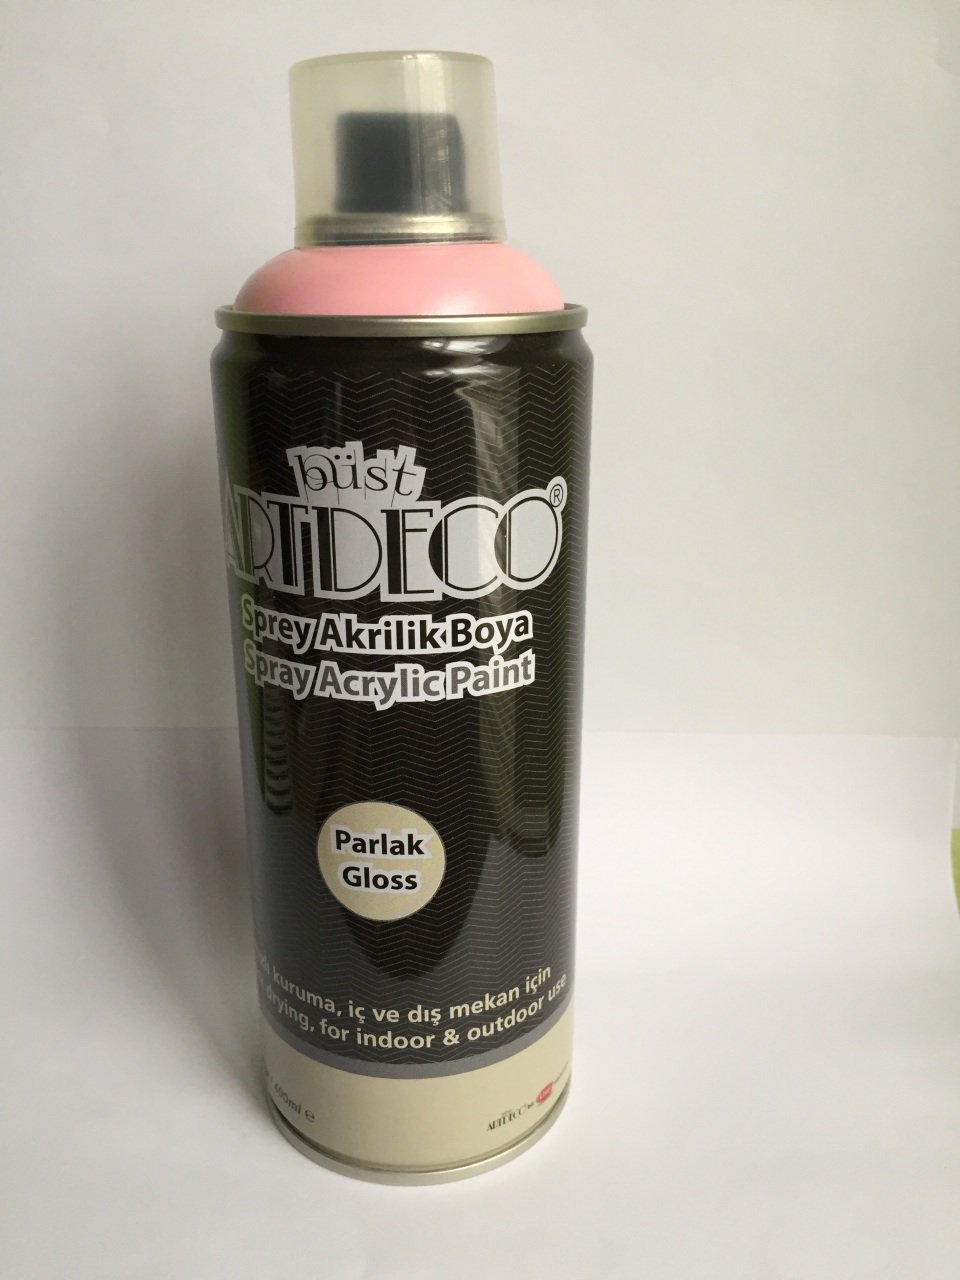 büst
ARTDECO®
Sprey Akrilik Boya
Spray Acrylic Paint
Parlak
Gloss
kuruma, iç ve dış mekan için
drying, for indoor & outdoor use
400ml e
ARTDECO